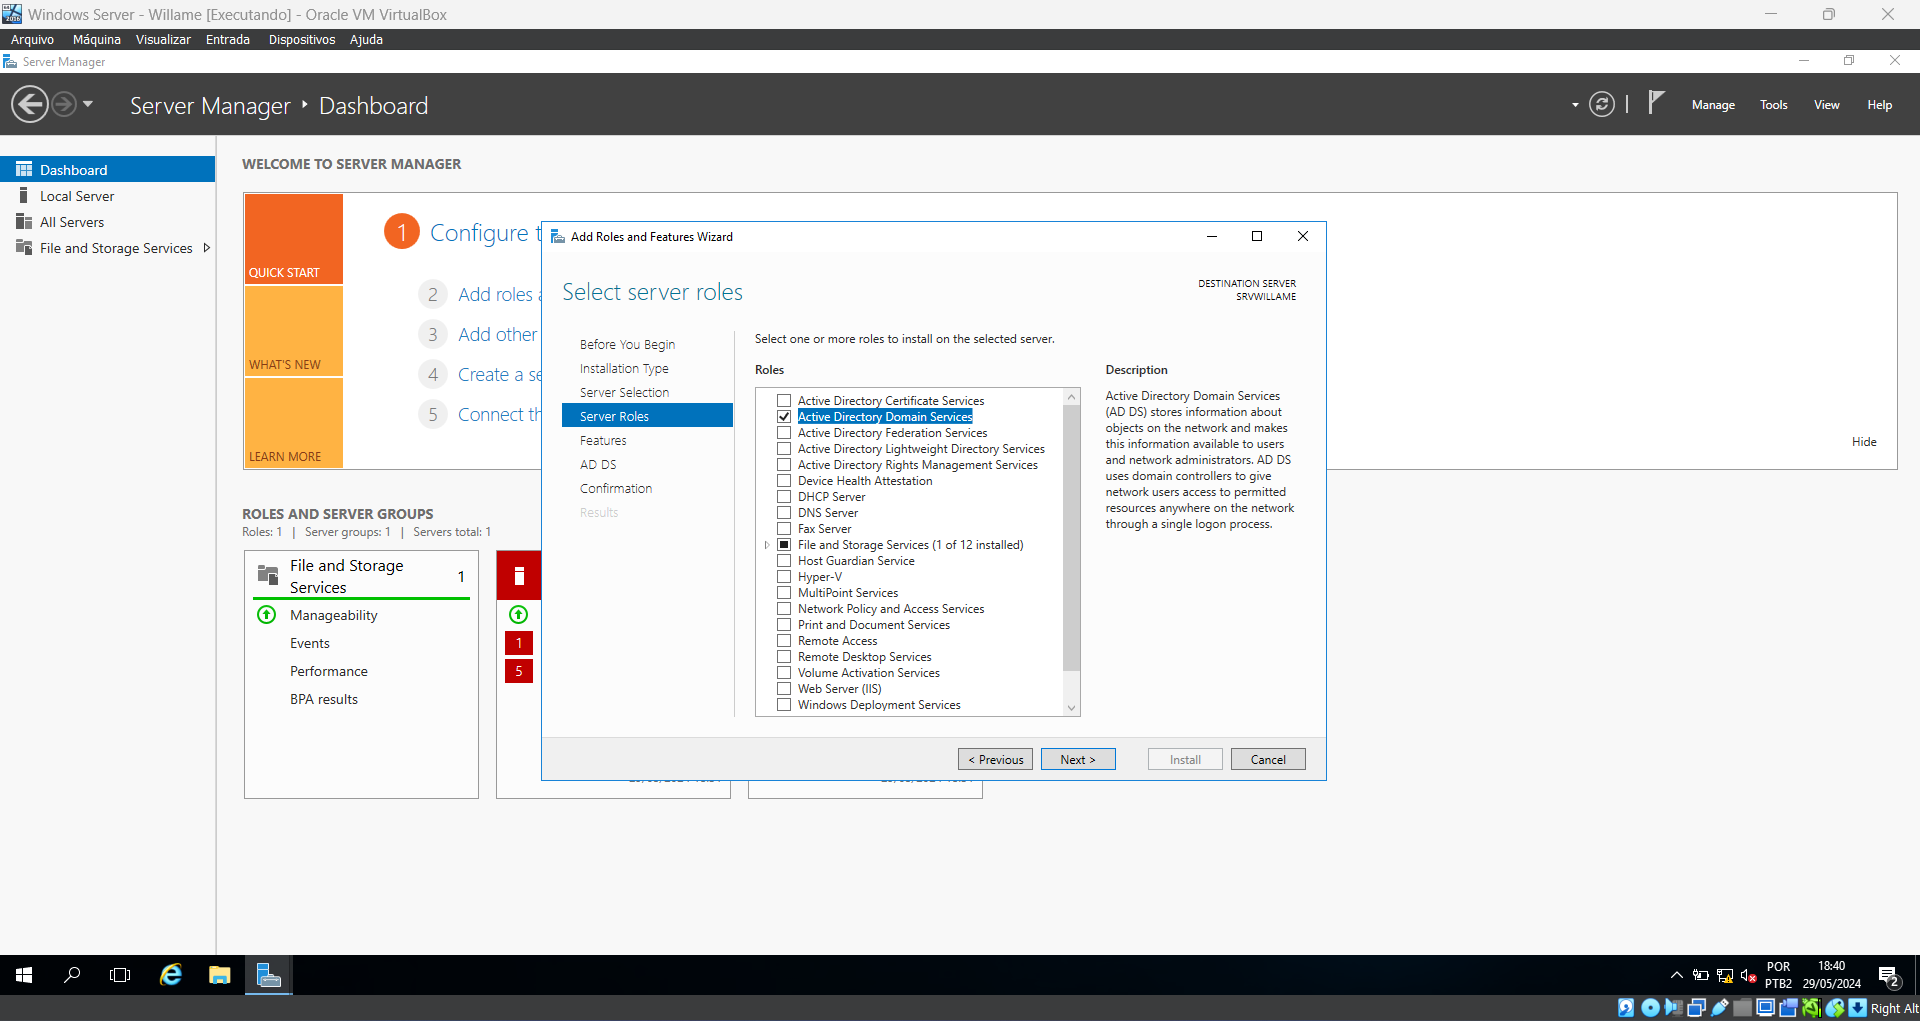 Windows Server - Willame [Executando] - Oracle VM VirtualBox
Arquivo Máquina Visualizar Entrada Dispositivos Ajuda
Server Manager
Server Manager Dashboard
Manage Tools View Help
Dashboard
Local Server
All Servers
File and Storage Services
WELCOME TO SERVER MANAGER
QUICK START
WHAT'S NEW
LEARN MORE
1 Configure t
2 Add roles
3 Add other
4 Create a se
5 Connect th
Hide
ROLES AND SERVER GROUPS
Roles: 1 | Server groups: 1 | Servers total: 1
File and Storage
Services
1
Manageability
Events
Performance
BPA results
1
5
Add Roles and Features Wizard
Select server roles
DESTINATION SERVER
SRVWILLAME
Before You Begin
Installation Type
Server Selection
Server Roles
Features
AD DS
Confirmation
Results
Select one or more roles to install on the selected server.
Roles
Active Directory Certificate Services
Active Directory Domain Services
Active Directory Federation Services
Active Directory Lightweight Directory Services
Active Directory Rights Management Services
Device Health Attestation
DHCP Server
DNS Server
Fax Server
File and Storage Services (1 of 12 installed)
Host Guardian Service
Hyper-V
MultiPoint Services
Network Policy and Access Services
Print and Document Services
Remote Access
Remote Desktop Services
Volume Activation Services
Web Server (IIS)
Windows Deployment Services
Description
Active Directory Domain Services
(AD DS) stores information about
objects on the network and makes
this information available to users
and network administrators. AD DS
uses domain controllers to give
network users access to permitted
resources anywhere on the network
through a single logon process.
< Previous
Next >
Install
Cancel
POR
PTB2
18:40
29/05/2024
2
Right Alt